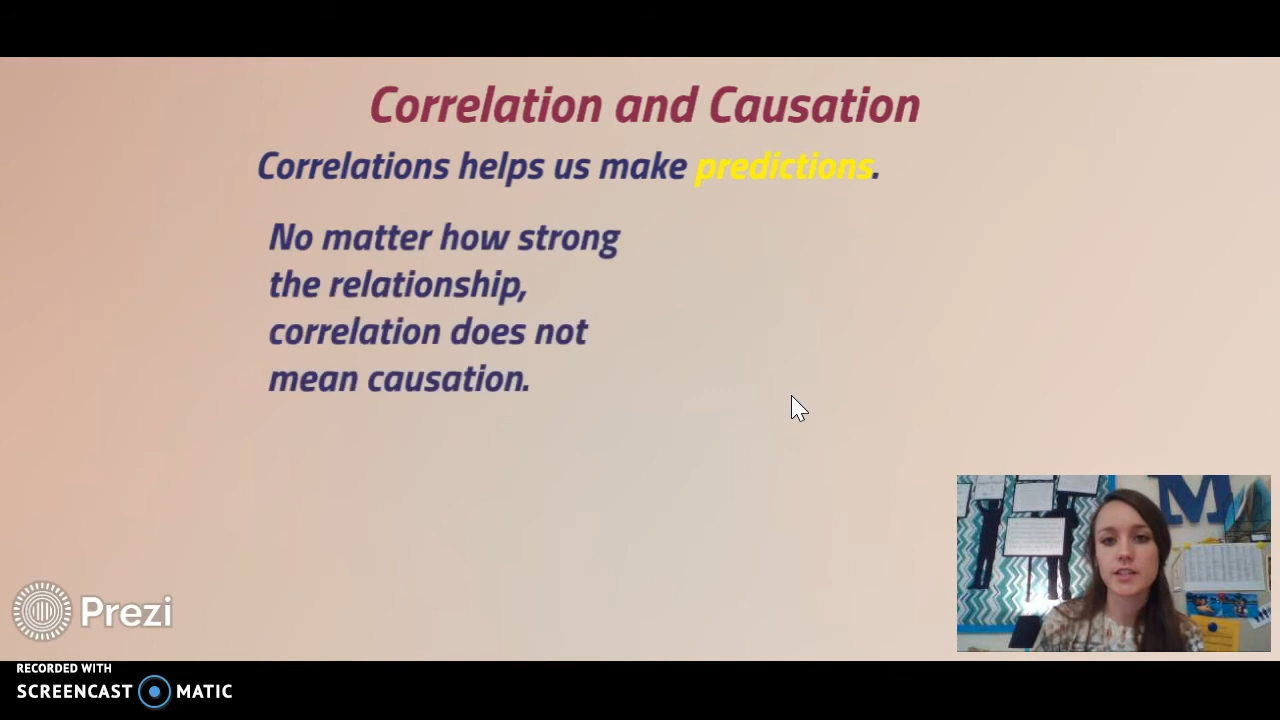 Correlation and Causation
Correlations helps us make predictions.
No matter how strong
the relationship,
correlation does not
mean causation.
M
Prezi
RECORDED WITH
SCREENCAST MATIC